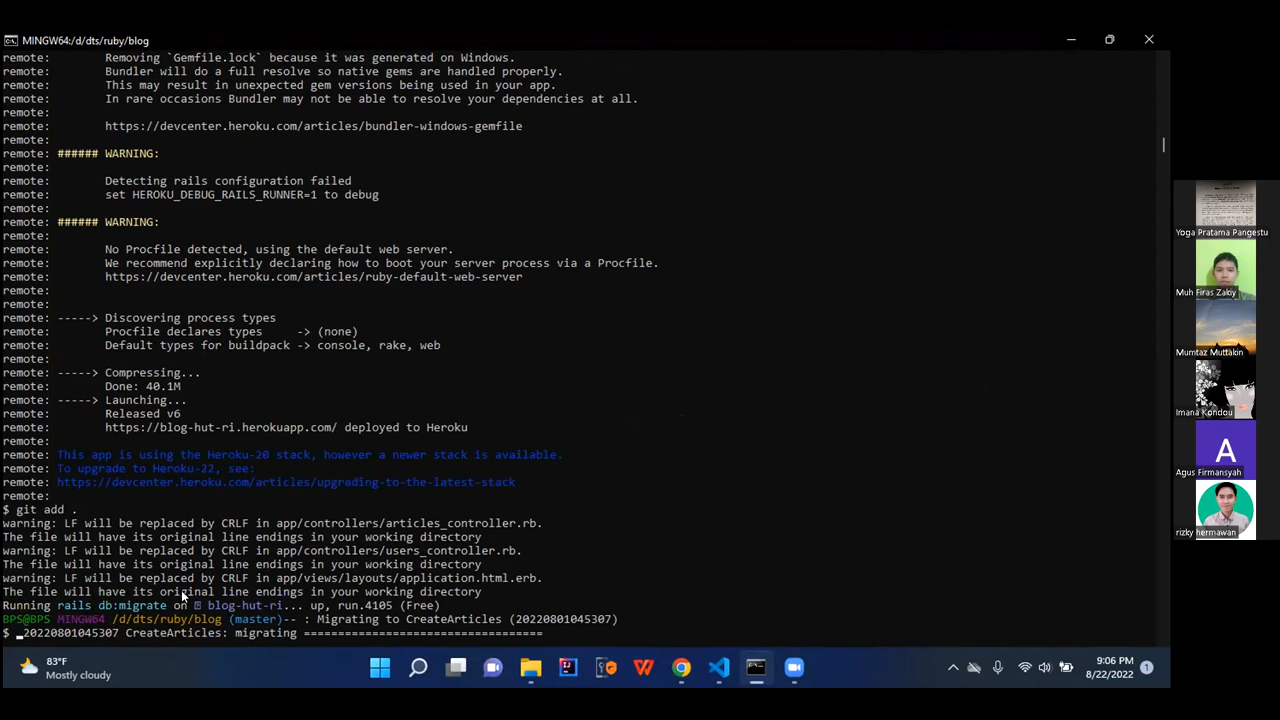 MINGW64:/d/dts/ruby/blog
remote:        Removing `Gemfile.lock` because it was generated on Windows.
remote:        Bundler will do a full resolve so native gems are handled properly.
remote:        This may result in unexpected gem versions being used in your app.
remote:        In rare occasions Bundler may not be able to resolve your dependencies at all.
remote:
remote:        https://devcenter.heroku.com/articles/bundler-windows-gemfile
remote:
remote: ###### WARNING:
remote:
remote:        Detecting rails configuration failed
remote:        set HEROKU_DEBUG_RAILS_RUNNER=1 to debug
remote:
remote: ###### WARNING:
remote:
remote:        No Procfile detected, using the default web server.
remote:        We recommend explicitly declaring how to boot your server process via a Procfile.
remote:        https://devcenter.heroku.com/articles/ruby-default-web-server
remote:
remote:
remote: -----> Discovering process types
remote:        Procfile declares types     -> (none)
remote:        Default types for buildpack -> console, rake, web
remote:
remote: -----> Compressing...
remote:        Done: 40.1M
remote: -----> Launching...
remote:        Released v6
remote:        https://blog-hut-ri.herokuapp.com/ deployed to Heroku
remote:
remote: This app is using the Heroku-20 stack, however a newer stack is available.
remote: To upgrade to Heroku-22, see:
remote: https://devcenter.heroku.com/articles/upgrading-to-the-latest-stack
remote:
$ git add .
warning: LF will be replaced by CRLF in app/controllers/articles_controller.rb.
The file will have its original line endings in your working directory
warning: LF will be replaced by CRLF in app/controllers/users_controller.rb.
The file will have its original line endings in your working directory
warning: LF will be replaced by CRLF in app/views/layouts/application.html.erb.
The file will have its original line endings in your working directory
Running rails db:migrate on blog-hut-ri... up, run.4105 (Free)
BPS@BPS MINGW64 /d/dts/ruby/blog (master)-- : Migrating to CreateArticles (20220801045307)
$ _20220801045307 CreateArticles: migrating ==================================
Yoga Pratama Pangestu
Muh Firas Zakiy
Mumtaz Muttakin
Imana Kondou
A
Agus Firmansyah
rizky hermawan
83°F
Mostly cloudy
9:06 PM
8/22/2022
1